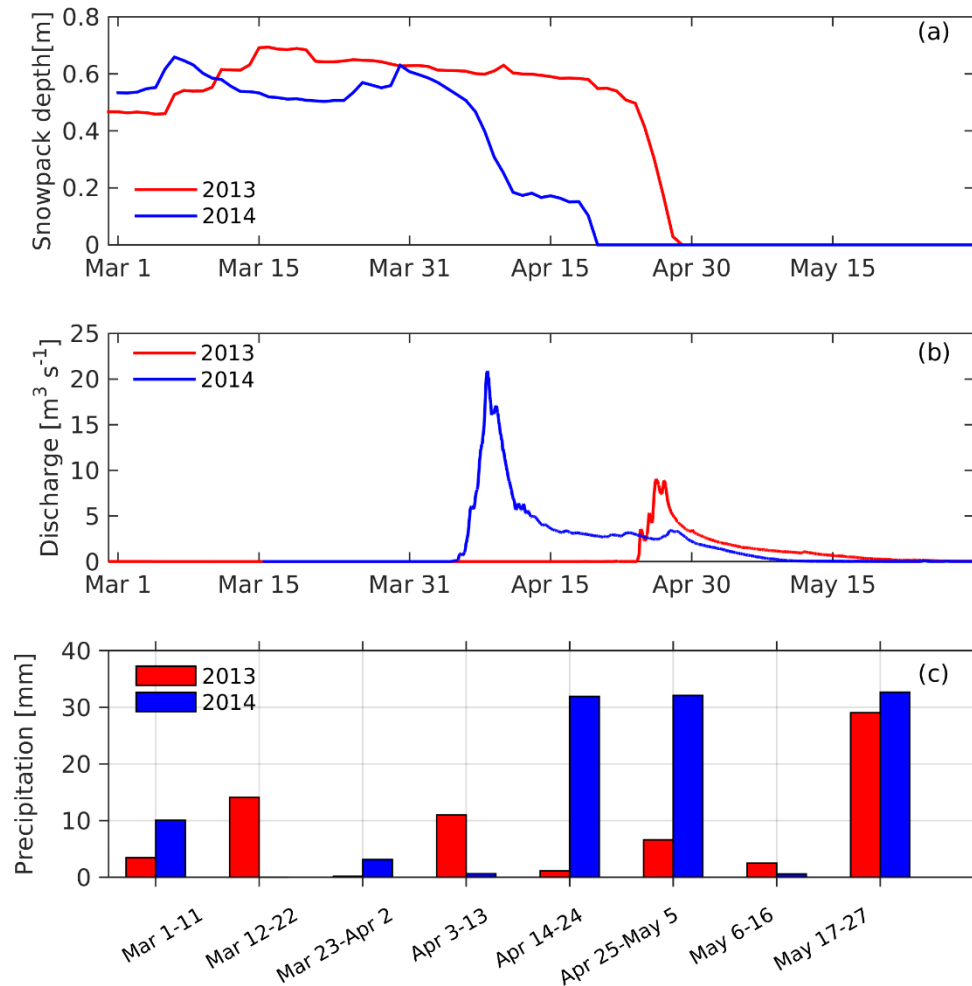 (a)
Snowpack depth[m]
0.8
0.6
0.4
0.2
0
2013
2014
Mar 1 Mar 15 Mar 31 Apr 15 Apr 30 May 15
(b)
Discharge [m³ s⁻¹]
25
20
15
10
5
0
2013
2014
Mar 1 Mar 15 Mar 31 Apr 15 Apr 30 May 15
(c)
Precipitation [mm]
40
30
20
10
0
2013
2014
Mar 1-11 Mar 12-22 Mar 23-Apr 2 Apr 3-13 Apr 14-24 Apr 25-May 5 May 6-16 May 17-27